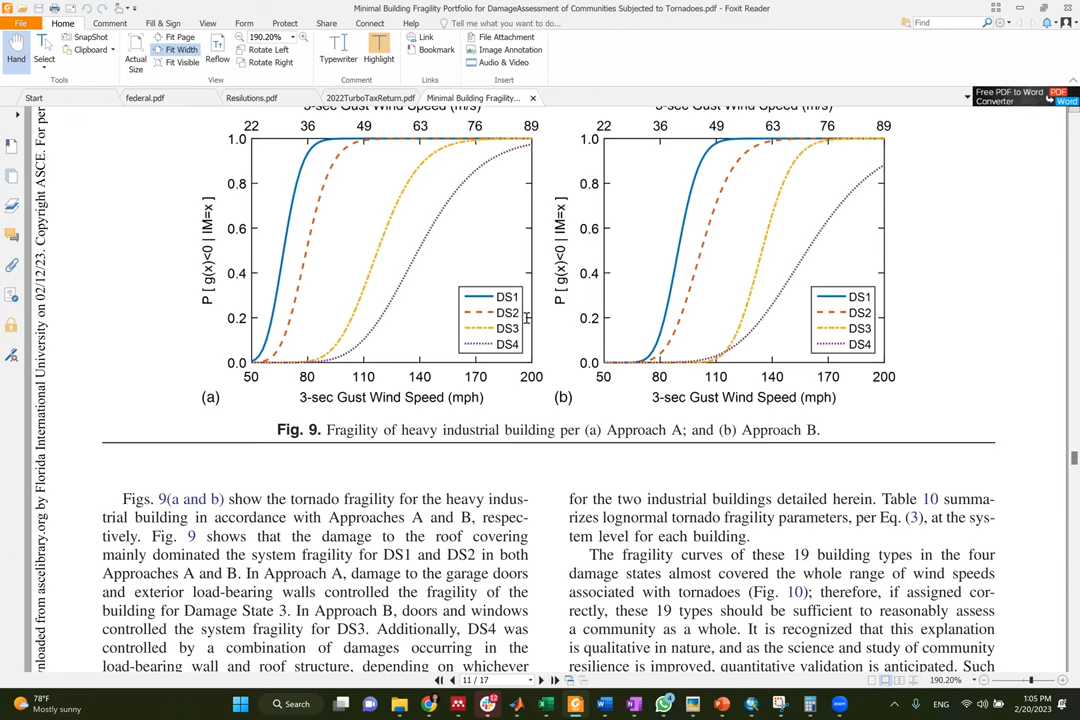 Minimal Building Fragility Portfolio for DamageAssessment of Communities Subjected to Tornadoes.pdf - Foxit Reader
File Home Comment Fill & Sign View Form Protect Share Connect Help Tell me what you want to do... Find
Hand
Select
SnapShot
Clipboard
Tools
Actual Size
Fit Page
Fit Width
Fit Visible
Reflow
190.20%
Rotate Left
Rotate Right
View
Typewriter
Highlight
Comment
Link
Bookmark
Links
File Attachment
Image Annotation
Audio & Video
Insert
Start federal.pdf Resilutions.pdf 2022TurboTaxReturn.pdf Minimal Building Fragility...
Free PDF to Word Converter PDF Word
nloaded from ascelibrary.org by Florida International University on 02/12/23. Copyright ASCE. For per
3-sec Gust Wind Speed (m/s)
22 36 49 63 76 89
1.0
0.8
0.6
0.4
0.2
0.0
P [ g(x)<0 | IM=x ]
DS1
DS2
DS3
DS4
50 80 110 140 170 200
(a) 3-sec Gust Wind Speed (mph)
3-sec Gust Wind Speed (m/s)
22 36 49 63 76 89
1.0
0.8
0.6
0.4
0.2
0.0
P [ g(x)<0 | IM=x ]
DS1
DS2
DS3
DS4
50 80 110 140 170 200
(b) 3-sec Gust Wind Speed (mph)
Fig. 9. Fragility of heavy industrial building per (a) Approach A; and (b) Approach B.
Figs. 9(a and b) show the tornado fragility for the heavy indus-
trial building in accordance with Approaches A and B, respec-
tively. Fig. 9 shows that the damage to the roof covering
mainly dominated the system fragility for DS1 and DS2 in both
Approaches A and B. In Approach A, damage to the garage doors
and exterior load-bearing walls controlled the fragility of the
building for Damage State 3. In Approach B, doors and windows
controlled the system fragility for DS3. Additionally, DS4 was
controlled by a combination of damages occurring in the
load-bearing wall and roof structure, depending on whichever
for the two industrial buildings detailed herein. Table 10 summa-
rizes lognormal tornado fragility parameters, per Eq. (3), at the sys-
tem level for each building.
The fragility curves of these 19 building types in the four
damage states almost covered the whole range of wind speeds
associated with tornadoes (Fig. 10); therefore, if assigned cor-
rectly, these 19 types should be sufficient to reasonably assess
a community as a whole. It is recognized that this explanation
is qualitative in nature, and as the science and study of community
resilience is improved, quantitative validation is anticipated. Such
11 / 17
190.20%
78°F
Mostly sunny
Search
12
4
zoom
ENG
1:05 PM
2/20/2023